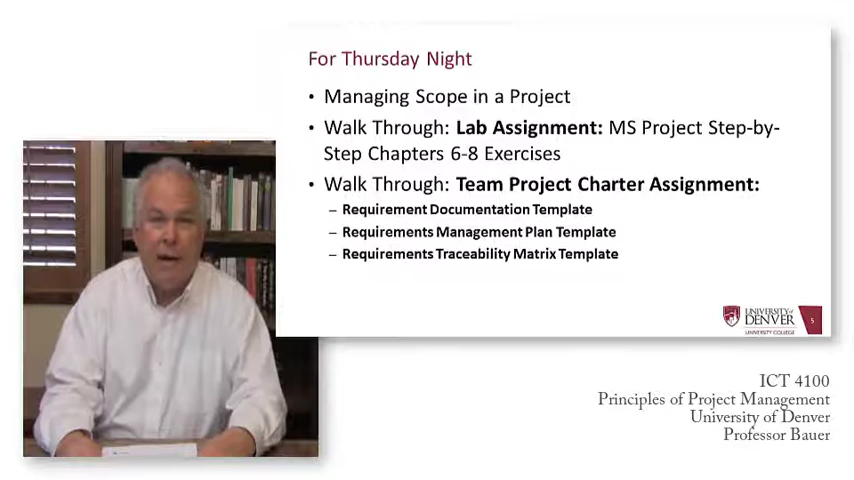 For Thursday Night
• Managing Scope in a Project
• Walk Through: Lab Assignment: MS Project Step-by-
Step Chapters 6-8 Exercises
• Walk Through: Team Project Charter Assignment:
– Requirement Documentation Template
– Requirements Management Plan Template
– Requirements Traceability Matrix Template
UNIVERSITY of
DENVER
UNIVERSITY COLLEGE
5
ICT 4100
Principles of Project Management
University of Denver
Professor Bauer